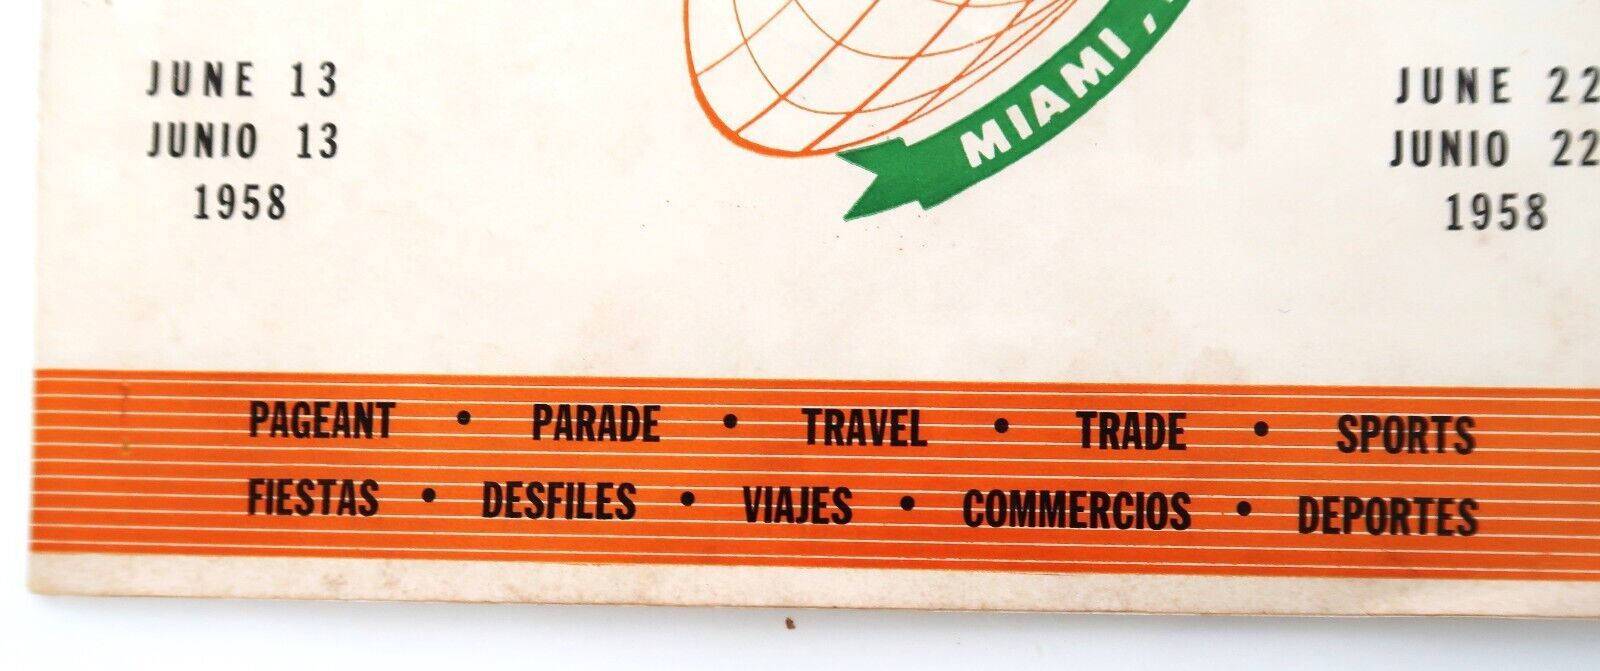 MIAMI,
JUNE 13
JUNIO 13
1958
JUNE 22
JUNIO 22
1958
PAGEANT • PARADE • TRAVEL • TRADE • SPORTS
FIESTAS • DESFILES • VIAJES • COMMERCIOS • DEPORTES